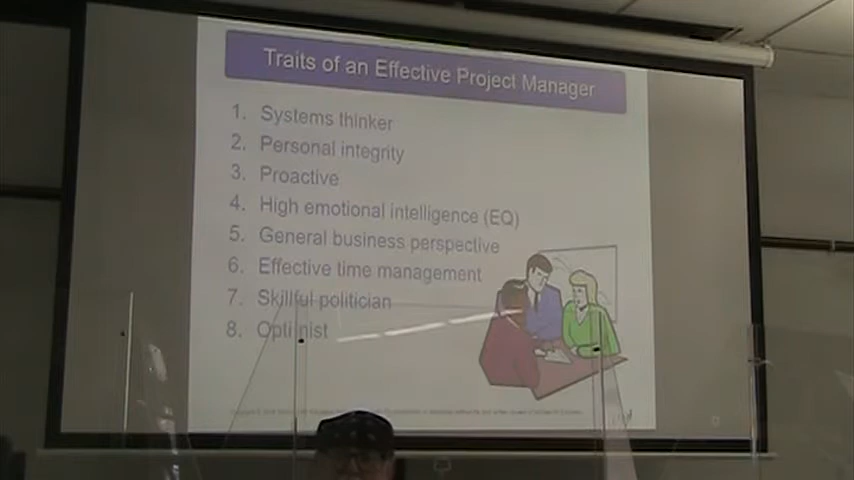 Traits of an Effective Project Manager
1. Systems thinker
2. Personal integrity
3. Proactive
4. High emotional intelligence (EQ)
5. General business perspective
6. Effective time management
7. Skillful politician
8. Optimist